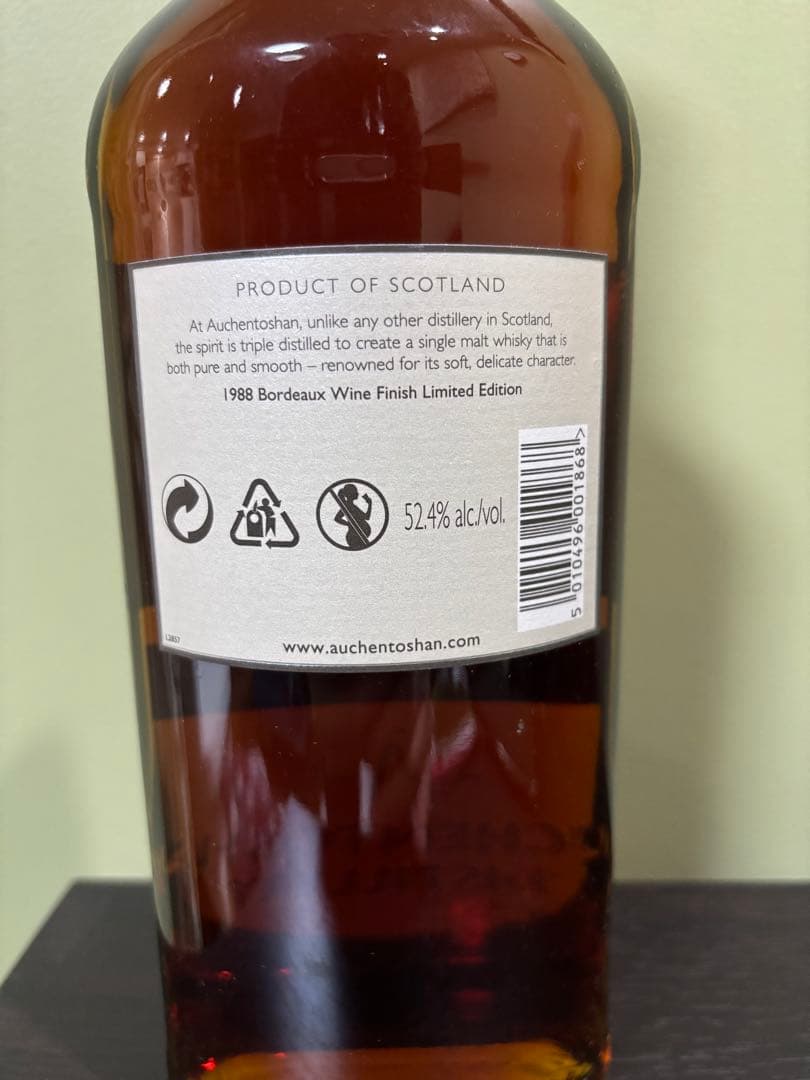 PRODUCT OF SCOTLAND
At Auchentoshan, unlike any other distillery in Scotland,
the spirit is triple distilled to create a single malt whisky that is
both pure and smooth – renowned for its soft, delicate character.
1988 Bordeaux Wine Finish Limited Edition
52.4% alc./vol.
5 010496 001868 >
L2857
www.auchentoshan.com